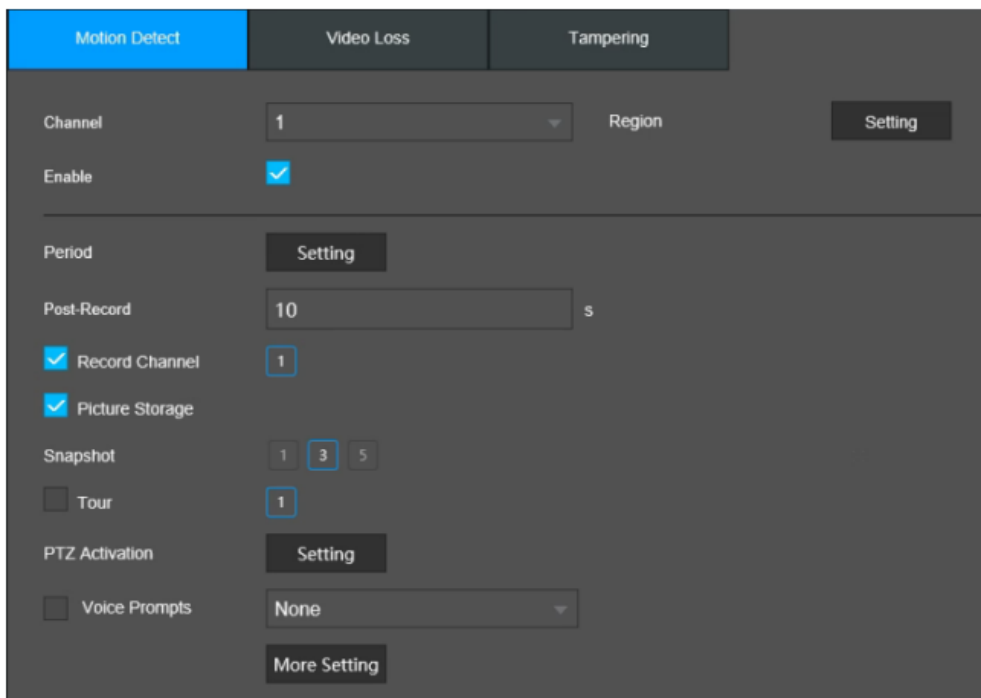 Motion Detect Video Loss Tampering
Channel 1 Region Setting
Enable
Period Setting
Post-Record 10 s
Record Channel 1
Picture Storage
Snapshot 1 3 5
Tour 1
PTZ Activation Setting
Voice Prompts None
More Setting